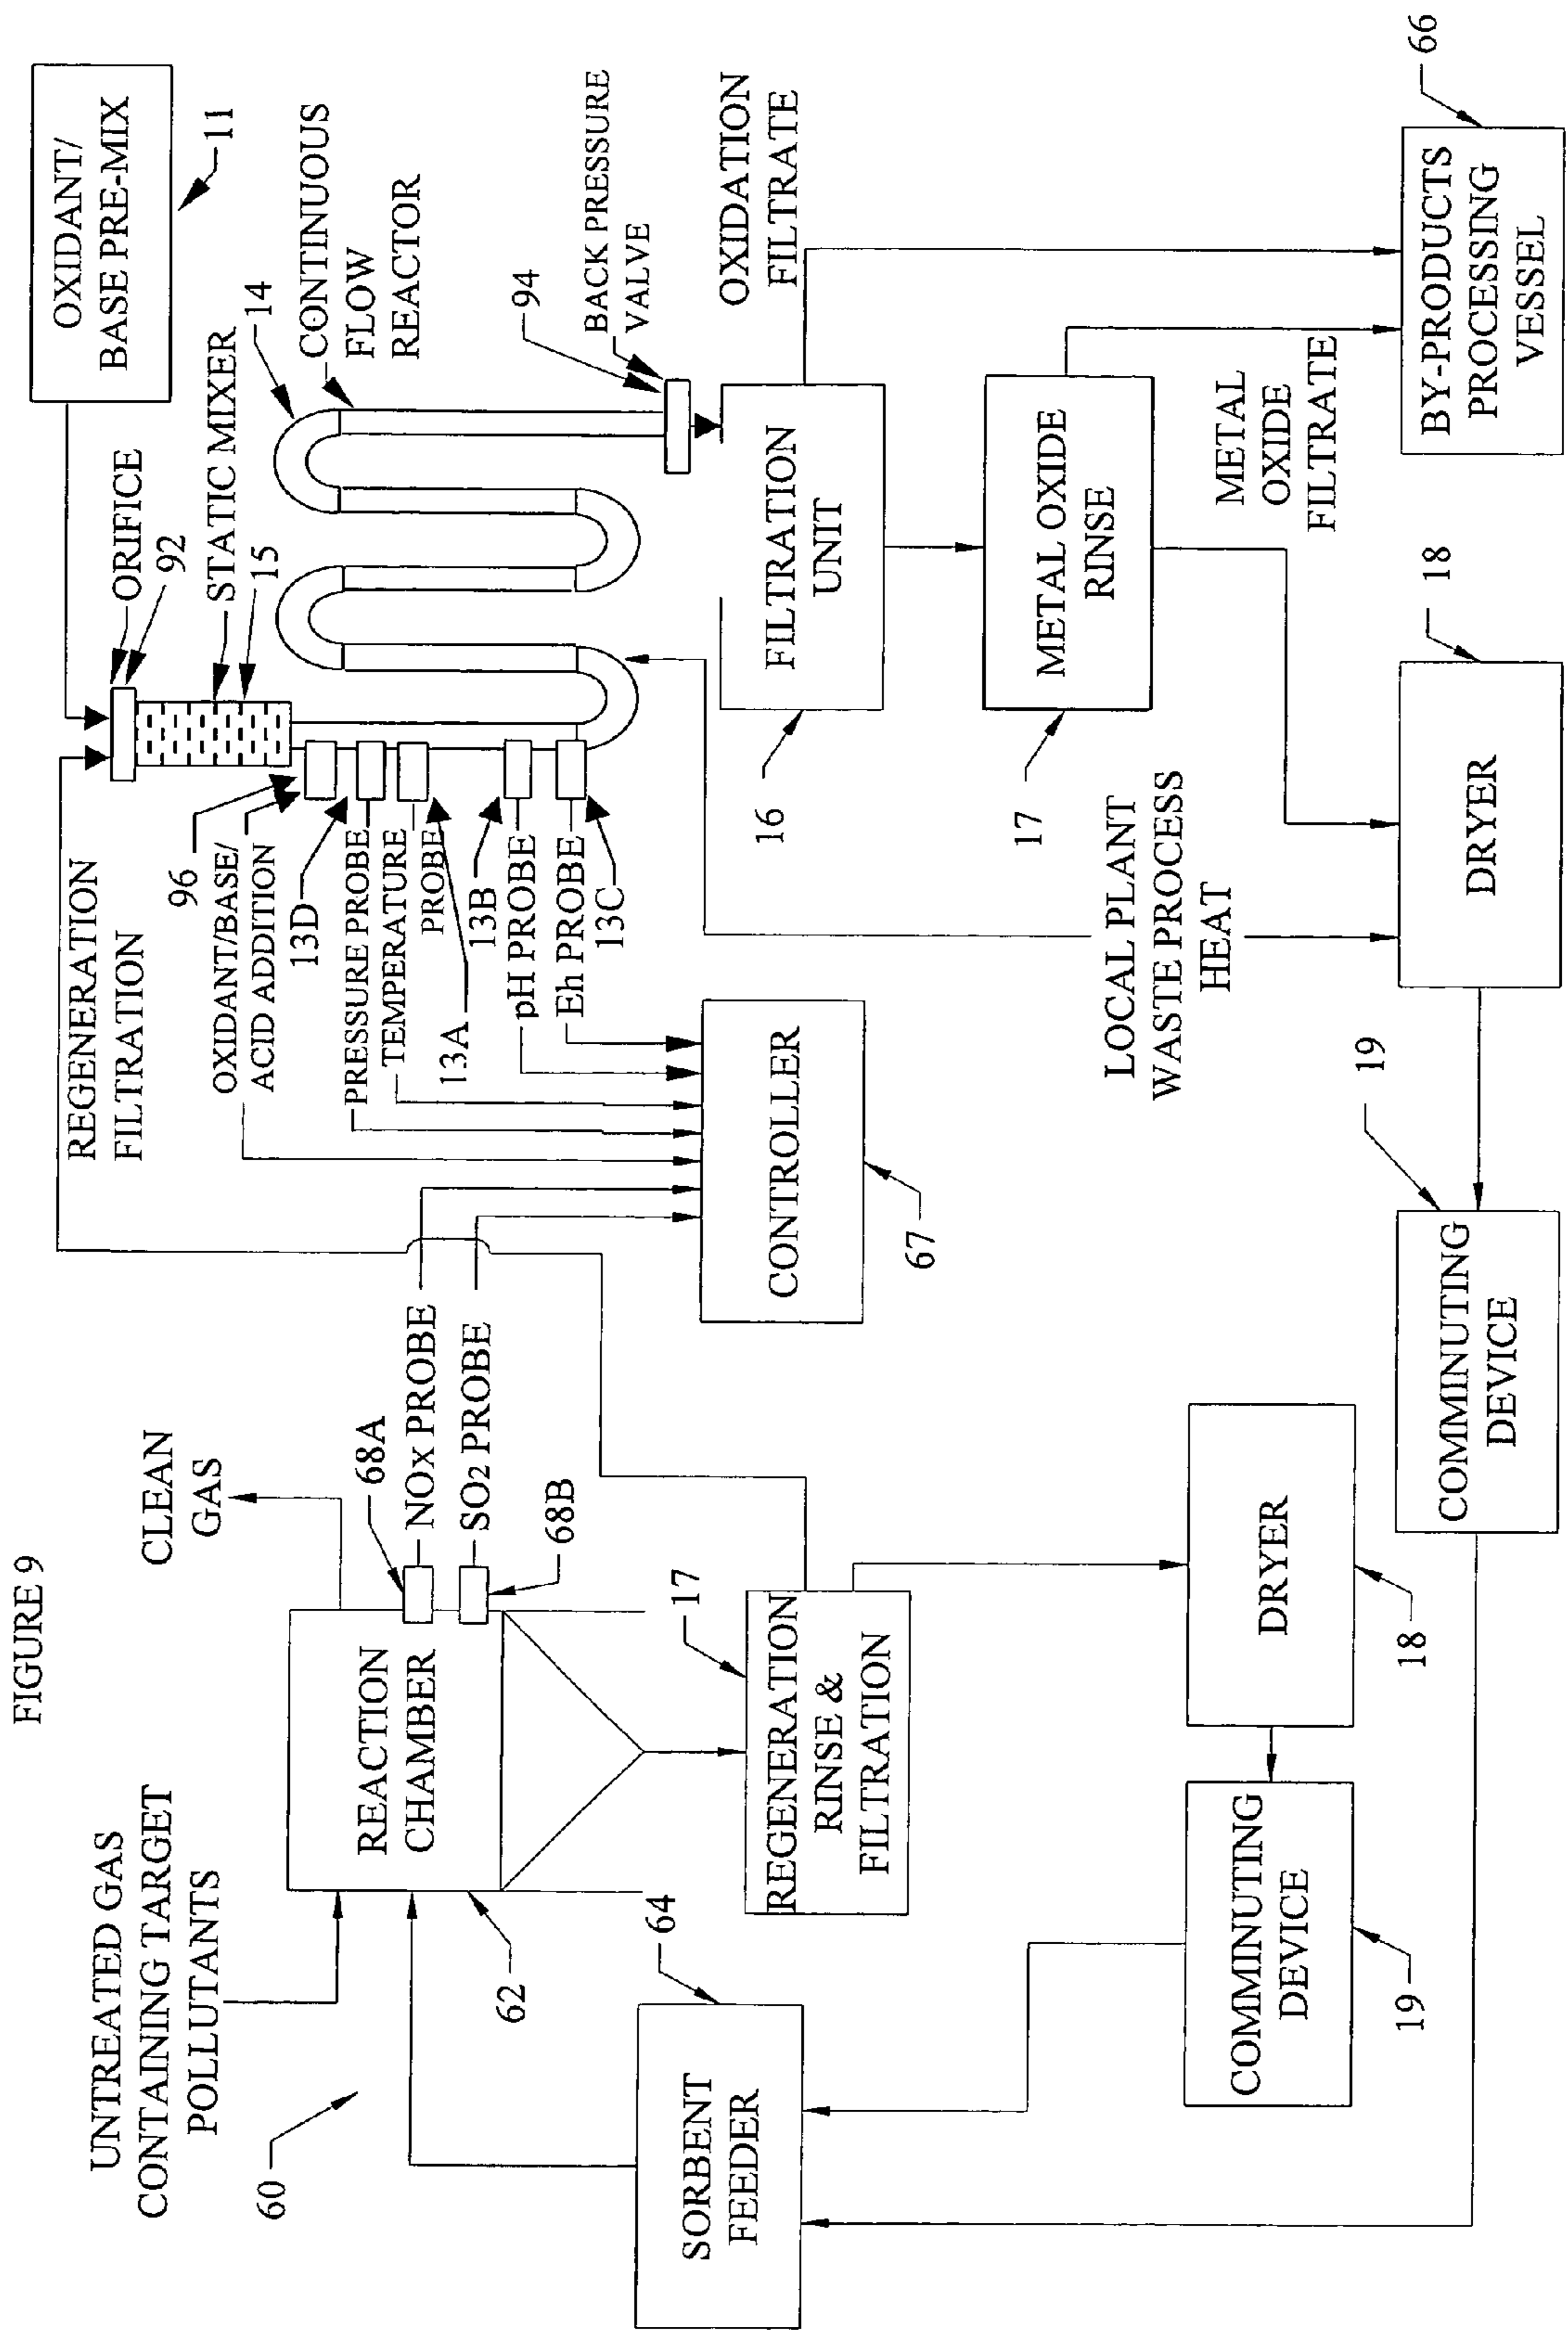 FIGURE 9
UNTREATED GAS
CONTAINING TARGET
POLLUTANTS
60
CLEAN
GAS
REACTION
CHAMBER
62
68A
NOx PROBE
SO2 PROBE
68B
SORBENT
FEEDER
64
REGENERATION
RINSE &
FILTRATION
17
DRYER
18
COMMINUTING
DEVICE
19
REGENERATION
FILTRATION
OXIDANT/
BASE PRE-MIX
11
ORIFICE
92
STATIC MIXER
15
14
CONTINUOUS
FLOW
REACTOR
96
OXIDANT/BASE/
ACID ADDITION
13D
PRESSURE PROBE
TEMPERATURE
PROBE
13A
13B
pH PROBE
Eh PROBE
13C
94
BACK PRESSURE
VALVE
CONTROLLER
67
FILTRATION
UNIT
16
OXIDATION
FILTRATE
METAL OXIDE
RINSE
17
METAL
OXIDE
FILTRATE
LOCAL PLANT
WASTE PROCESS
HEAT
BY-PRODUCTS
PROCESSING
VESSEL
66
DRYER
18
COMMINUTING
DEVICE
19